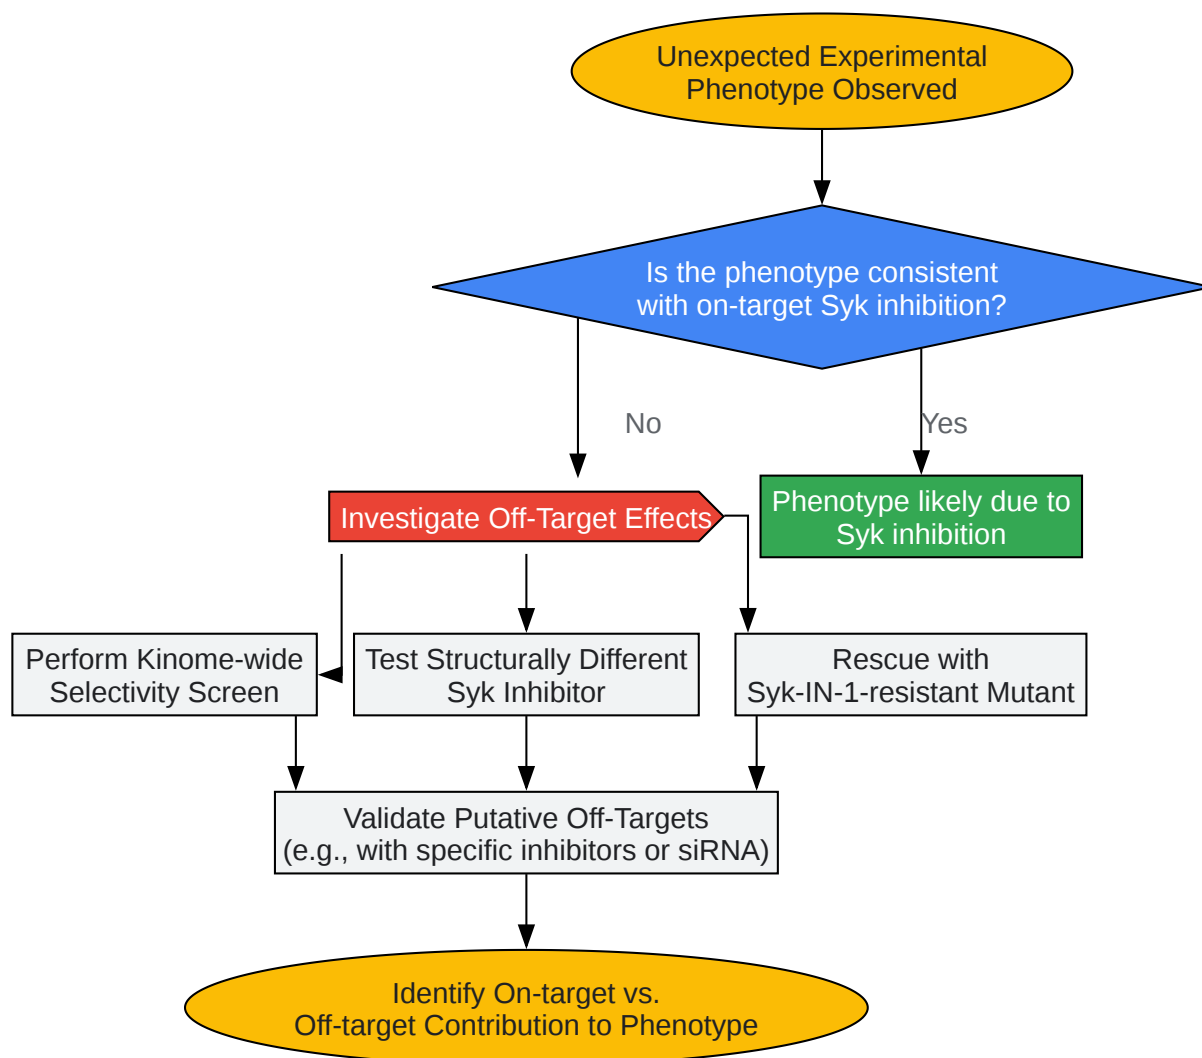 Unexpected Experimental
Phenotype Observed
Is the phenotype consistent
with on-target Syk inhibition?
No
Yes
Investigate Off-Target Effects
Phenotype likely due to
Syk inhibition
Perform Kinome-wide
Selectivity Screen
Test Structurally Different
Syk Inhibitor
Rescue with
Syk-IN-1-resistant Mutant
Validate Putative Off-Targets
(e.g., with specific inhibitors or siRNA)
Identify On-target vs.
Off-target Contribution to Phenotype